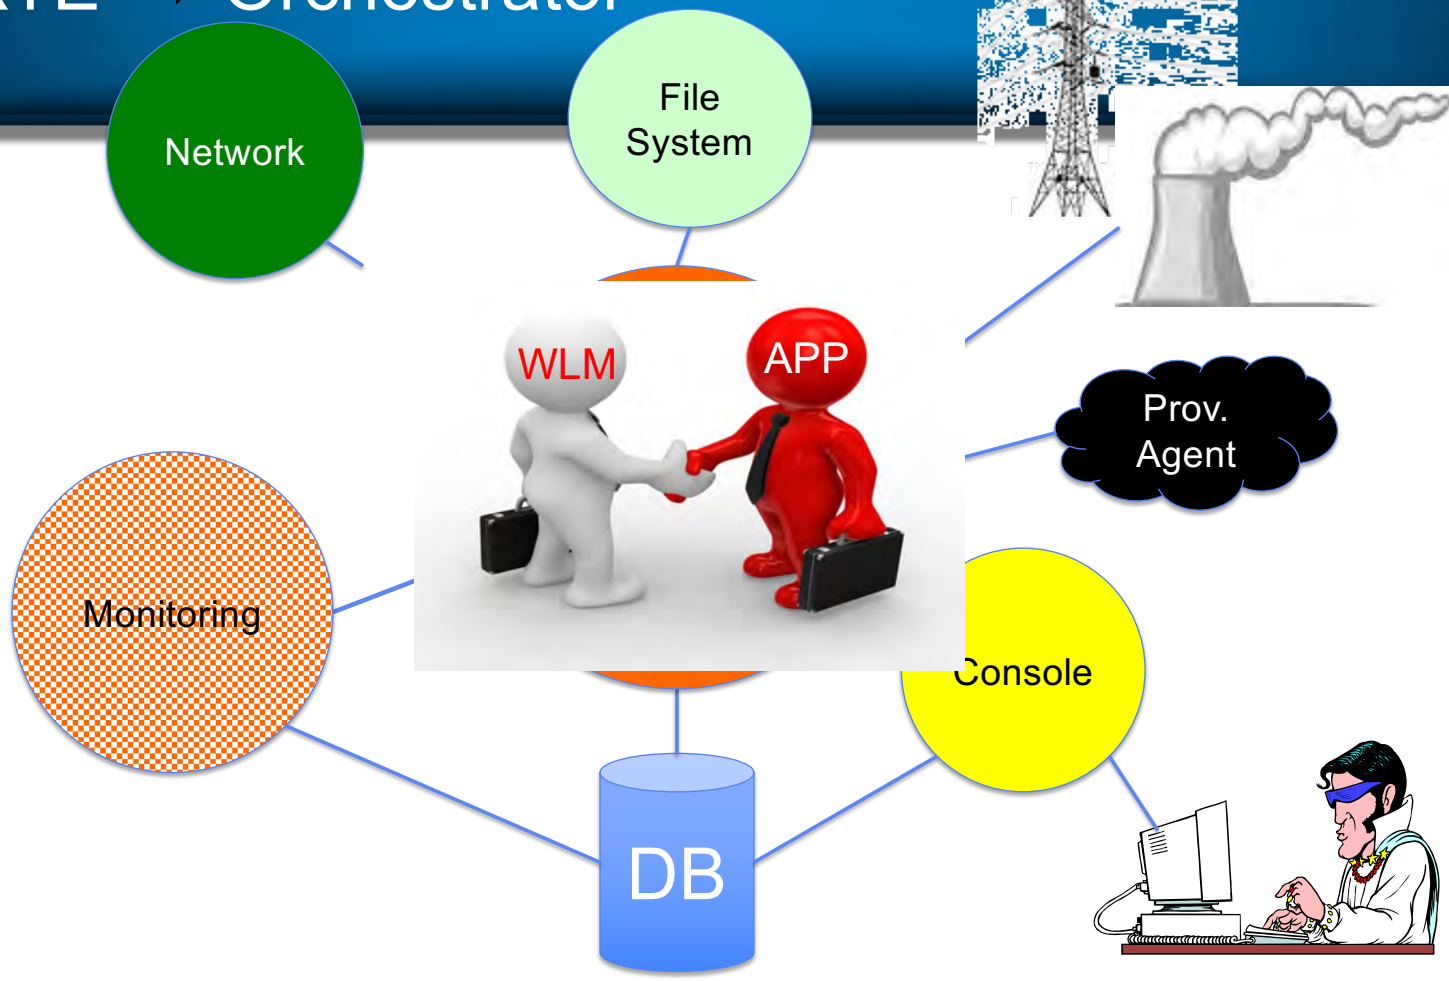 Orchestrator
Network
File
System
WLM
APP
Prov.
Agent
Monitoring
Console
DB